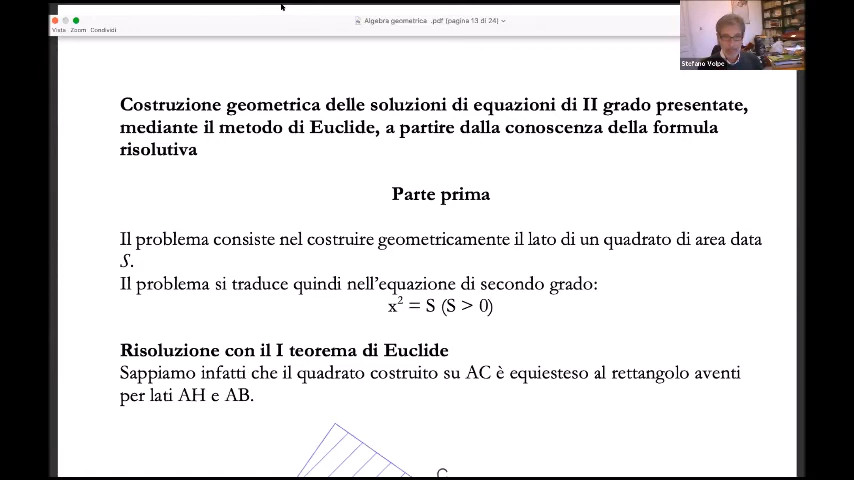 Algebra geometrica .pdf (pagina 13 di 24)
Vista Zoom Condividi
Stefano Volpe
Costruzione geometrica delle soluzioni di equazioni di II grado presentate,
mediante il metodo di Euclide, a partire dalla conoscenza della formula
risolutiva
Parte prima
Il problema consiste nel costruire geometricamente il lato di un quadrato di area data
S.
Il problema si traduce quindi nell'equazione di secondo grado:
x² = S (S > 0)
Risoluzione con il I teorema di Euclide
Sappiamo infatti che il quadrato costruito su AC è equiesteso al rettangolo aventi
per lati AH e AB.
C